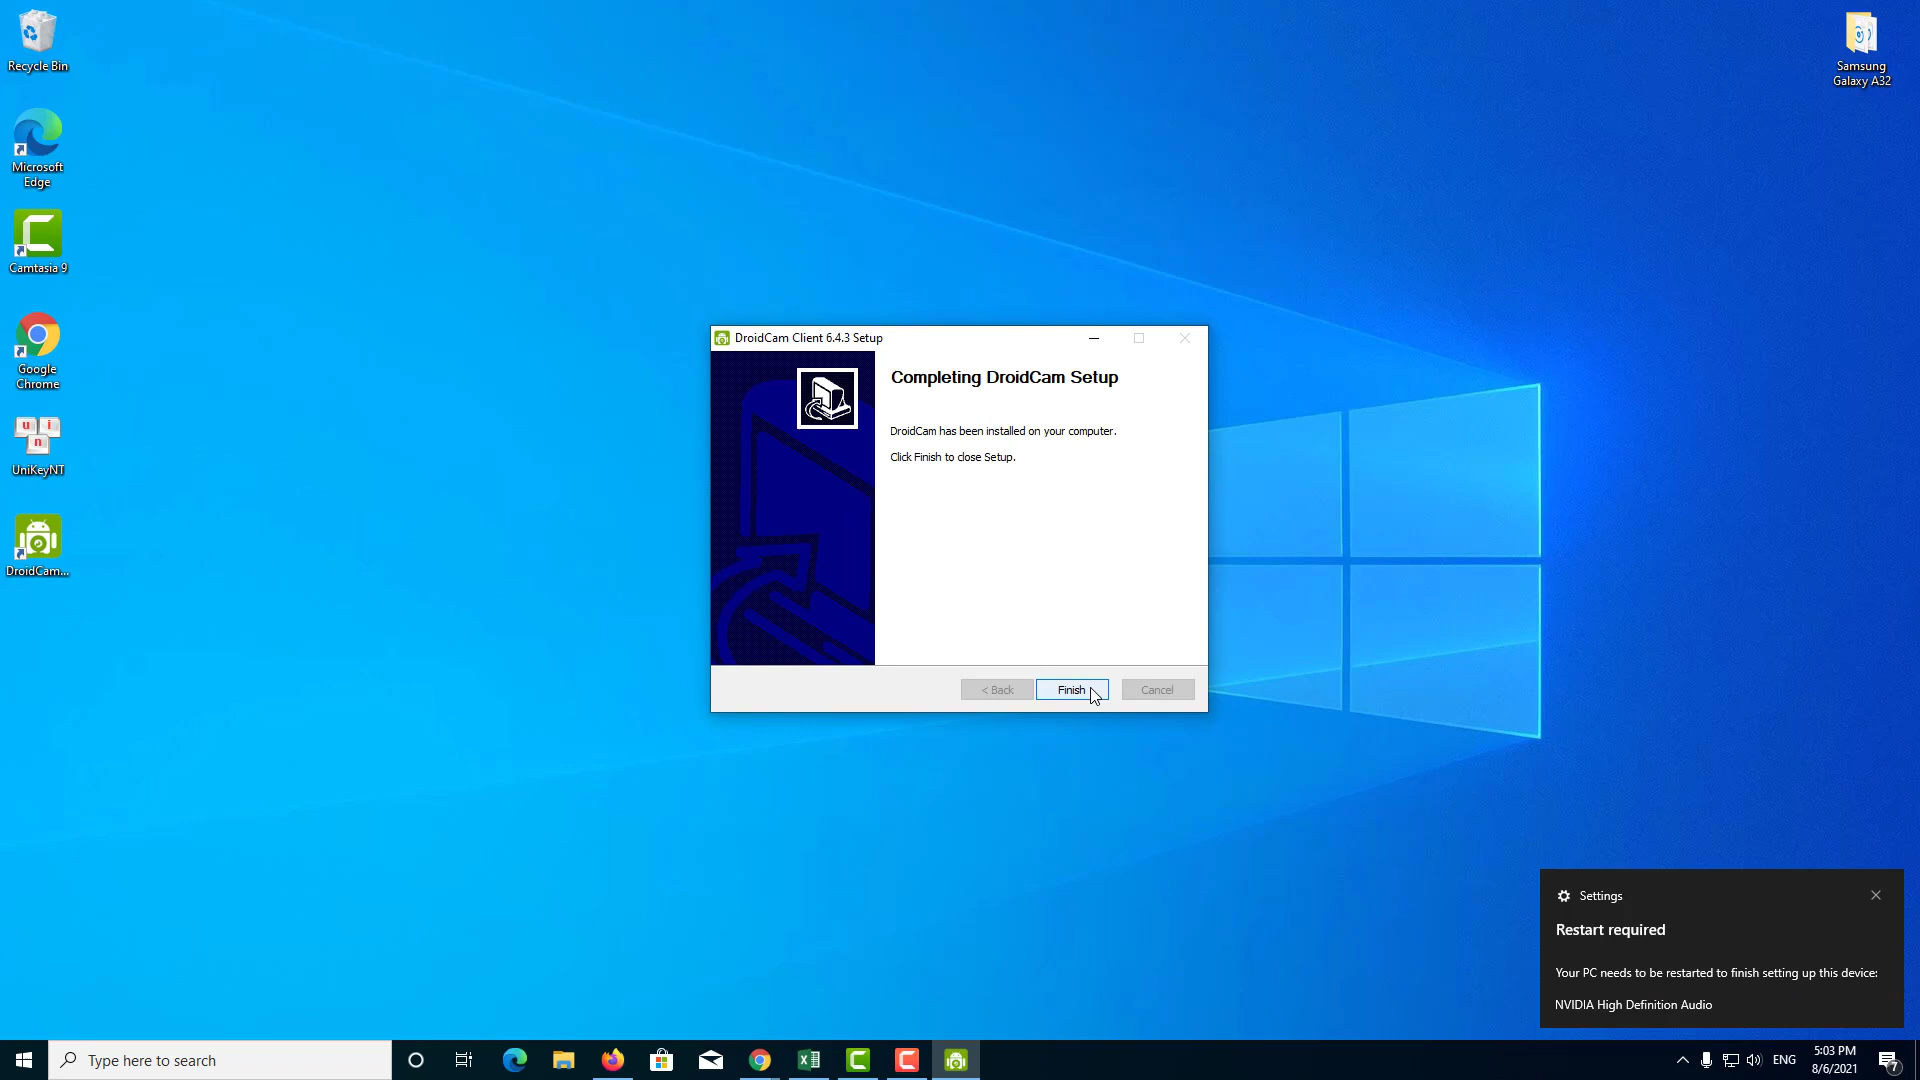 Recycle Bin
Microsoft
Edge
Camtasia 9
Google
Chrome
u i
n
UniKeyNT
DroidCam...
Samsung
Galaxy A32
DroidCam Client 6.4.3 Setup
Completing DroidCam Setup
DroidCam has been installed on your computer.
Click Finish to close Setup.
< Back
Finish
Cancel
Settings
Restart required
Your PC needs to be restarted to finish setting up this device:
NVIDIA High Definition Audio
Type here to search
ENG
5:03 PM
8/6/2021
7